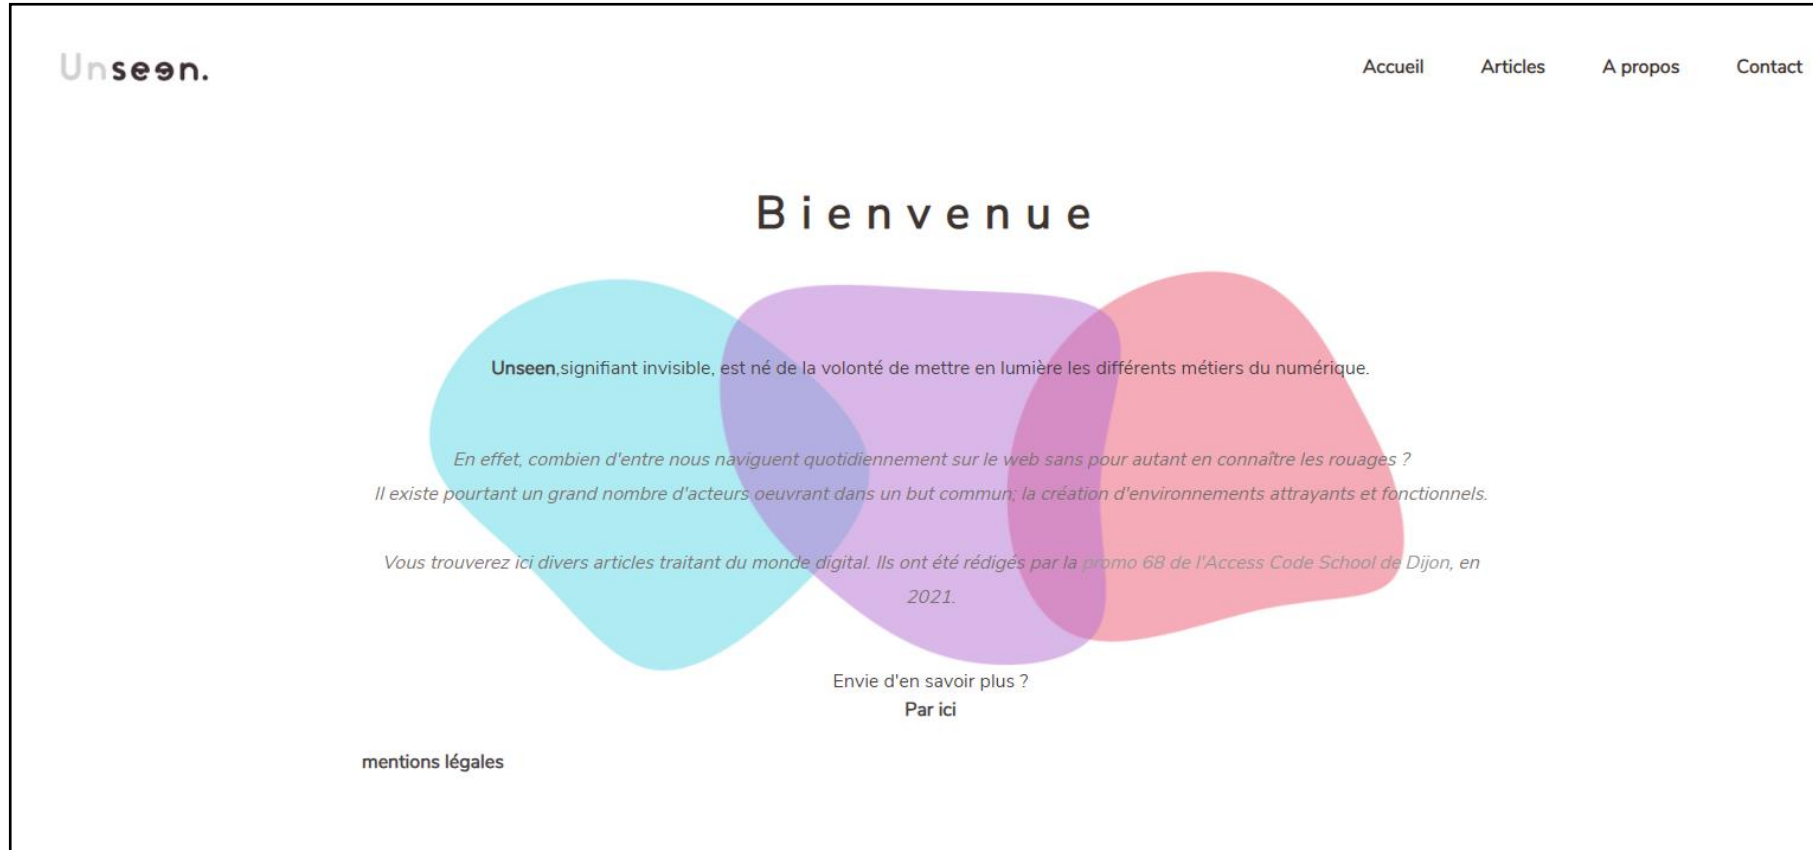 Unseen.
Accueil Articles A propos Contact
Bienvenue
Unseen,signifiant invisible, est né de la volonté de mettre en lumière les différents métiers du numérique.
En effet, combien d'entre nous naviguent quotidiennement sur le web sans pour autant en connaître les rouages ?
Il existe pourtant un grand nombre d'acteurs oeuvrant dans un but commun; la création d'environnements attrayants et fonctionnels.
Vous trouverez ici divers articles traitant du monde digital. Ils ont été rédigés par la promo 68 de l'Access Code School de Dijon, en
2021.
Envie d'en savoir plus ?
Par ici
mentions légales